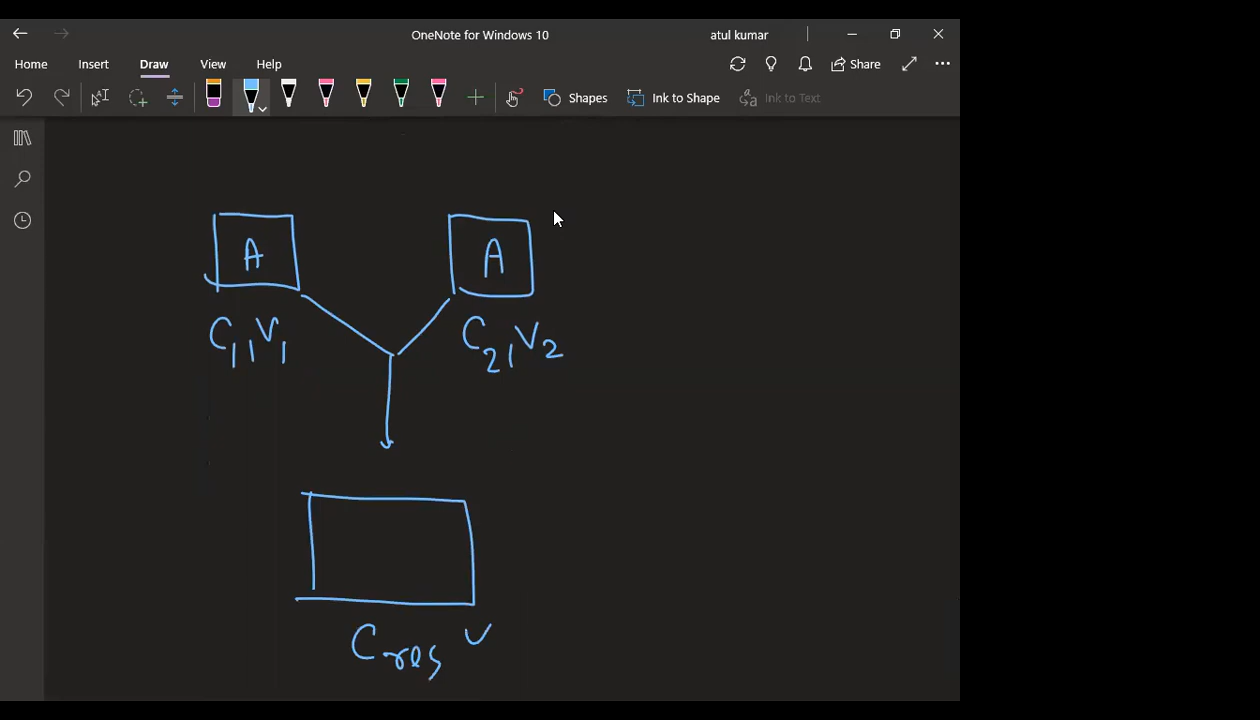 OneNote for Windows 10
atul kumar
Home Insert Draw View Help
Share
Shapes Ink to Shape Ink to Text
A A
C1, V1 C2, V2
Cres V